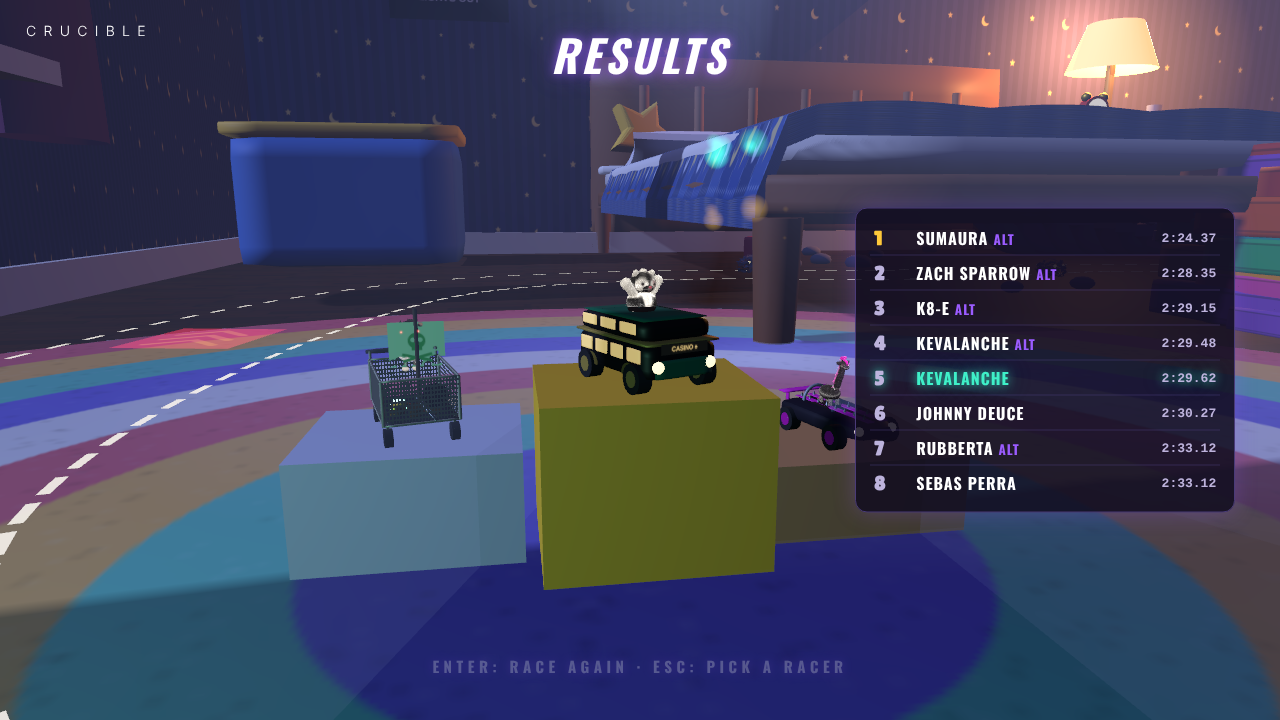 CRUCIBLE
RESULTS
1 SUMAURA ALT 2:24.37
2 ZACH SPARROW ALT 2:28.35
3 K8-E ALT 2:29.15
4 KEVALANCHE ALT 2:29.48
5 KEVALANCHE 2:29.62
6 JOHNNY DEUCE 2:30.27
7 RUBBERTA ALT 2:33.12
8 SEBAS PERRA 2:33.12
CASINO
ENTER: RACE AGAIN · ESC: PICK A RACER